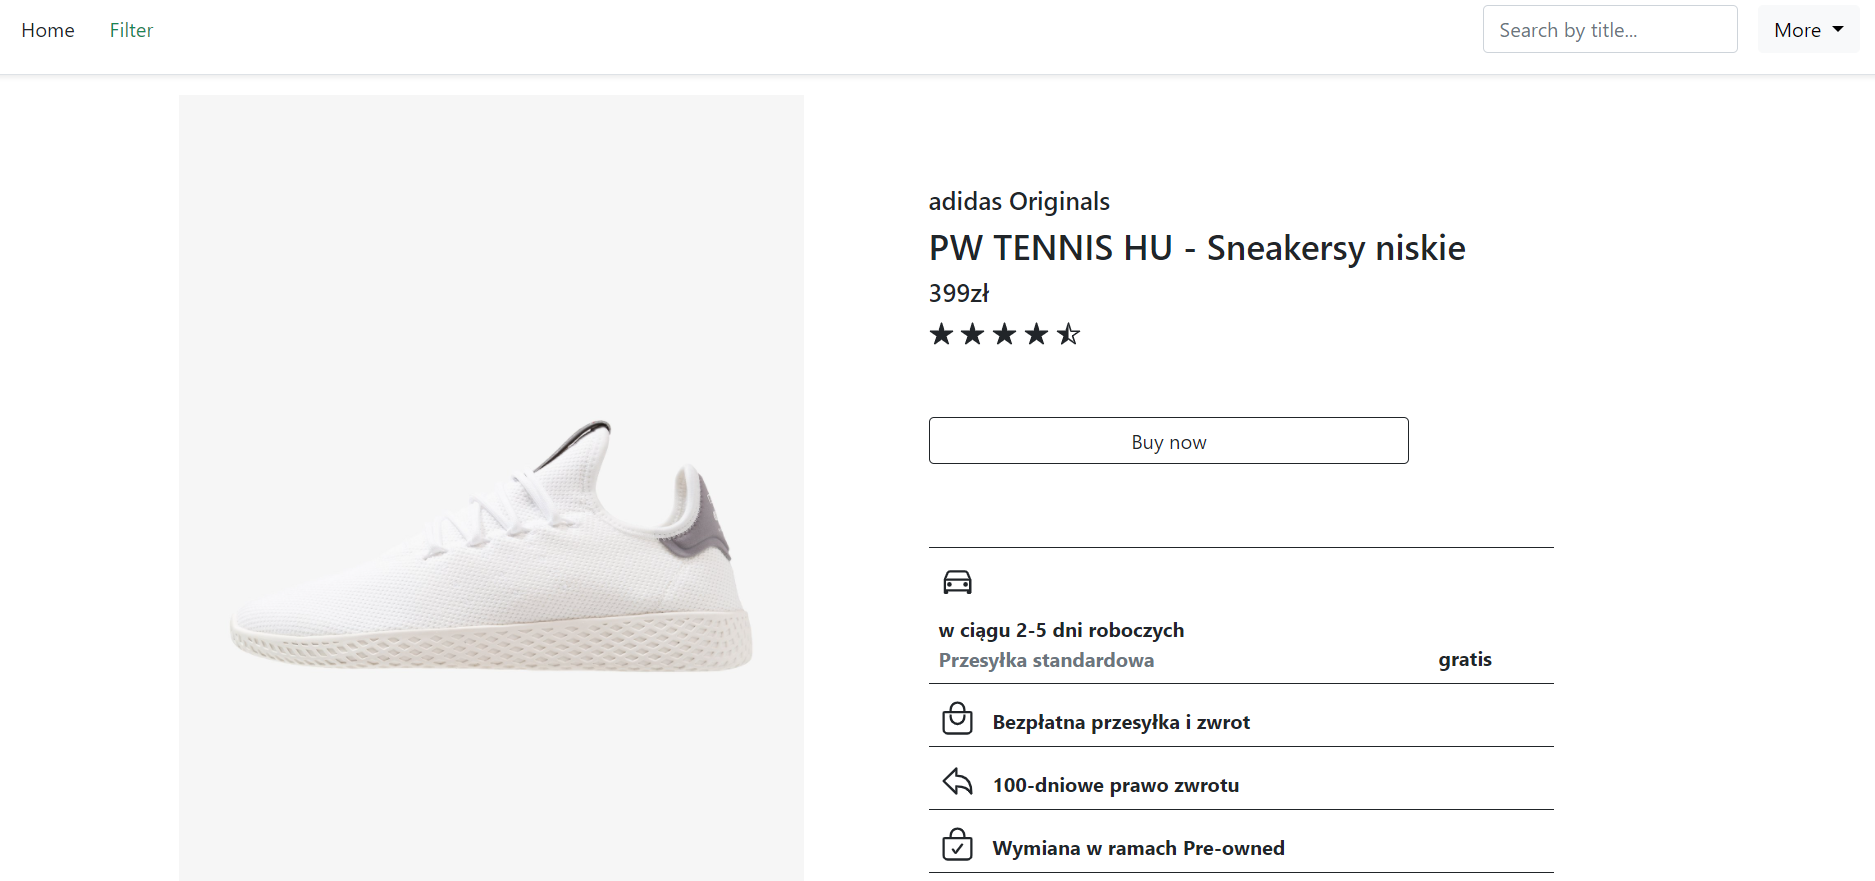 Home Filter Search by title... More
adidas Originals
PW TENNIS HU - Sneakersy niskie
399zł
Buy now
w ciągu 2-5 dni roboczych
Przesyłka standardowa gratis
Bezpłatna przesyłka i zwrot
100-dniowe prawo zwrotu
Wymiana w ramach Pre-owned